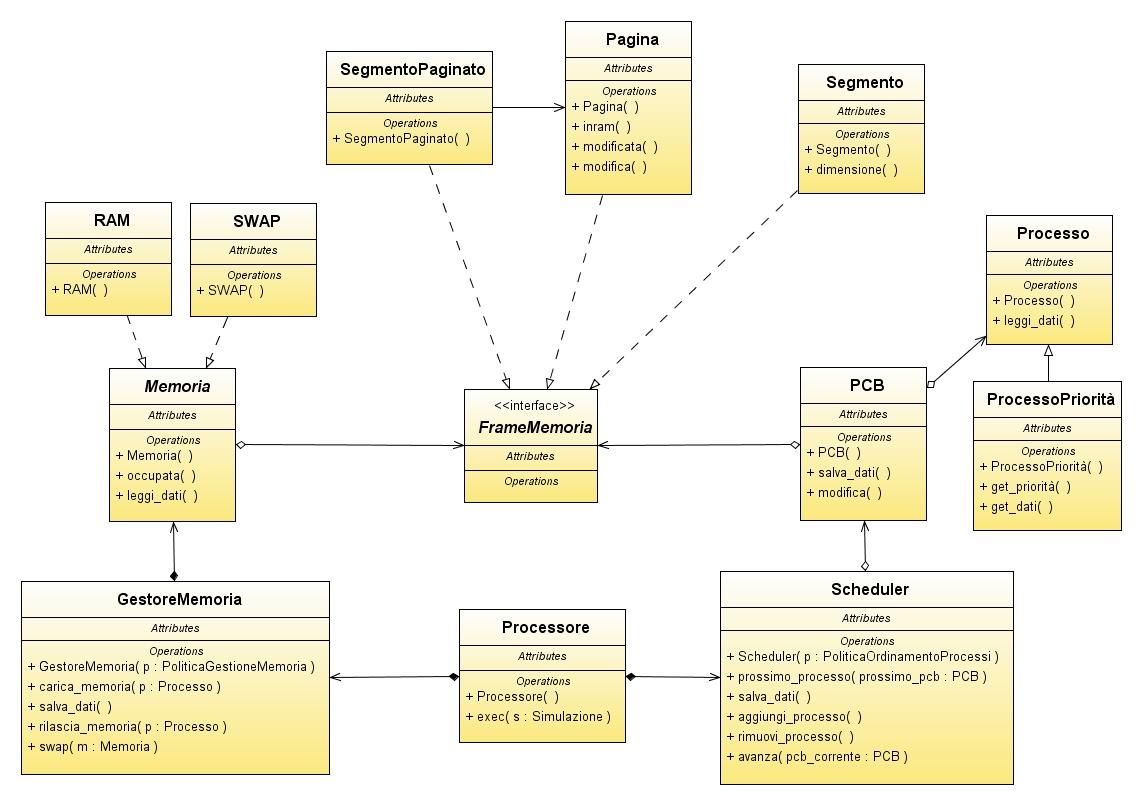 SegmentoPaginato
Attributes
Operations
+ SegmentoPaginato(  )
Pagina
Attributes
Operations
+ Pagina(  )
+ inram(  )
+ modificata(  )
+ modifica(  )
Segmento
Attributes
Operations
+ Segmento(  )
+ dimensione(  )
RAM
Attributes
Operations
+ RAM(  )
SWAP
Attributes
Operations
+ SWAP(  )
Processo
Attributes
Operations
+ Processo(  )
+ leggi_dati(  )
Memoria
Attributes
Operations
+ Memoria(  )
+ occupata(  )
+ leggi_dati(  )
<<interface>>
FrameMemoria
Attributes
Operations
PCB
Attributes
Operations
+ PCB(  )
+ salva_dati(  )
+ modifica(  )
ProcessoPriorità
Attributes
Operations
+ ProcessoPriorità(  )
+ get_priorità(  )
+ get_dati(  )
GestoreMemoria
Attributes
Operations
+ GestoreMemoria( p : PoliticaGestioneMemoria )
+ carica_memoria( p : Processo )
+ salva_dati(  )
+ rilascia_memoria( p : Processo )
+ swap( m : Memoria )
Processore
Attributes
Operations
+ Processore(  )
+ exec( s : Simulazione )
Scheduler
Attributes
Operations
+ Scheduler( p : PoliticaOrdinamentoProcessi )
+ prossimo_processo( prossimo_pcb : PCB )
+ salva_dati(  )
+ aggiungi_processo(  )
+ rimuovi_processo(  )
+ avanza( pcb_corrente : PCB )